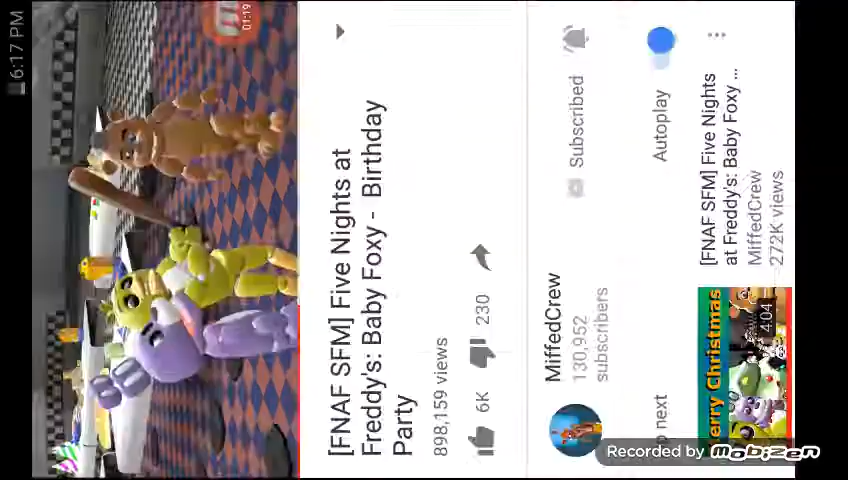 6:17 PM
01:19
[FNAF SFM] Five Nights at
Freddy's: Baby Foxy - Birthday
Party
898,159 views
6K
230
MiffedCrew
130,952
subscribers
Subscribed
next
Autoplay
erry Christmas
4:04
[FNAF SFM] Five Nights
at Freddy's: Baby Foxy ...
MiffedCrew
272K views
Recorded by mobizen